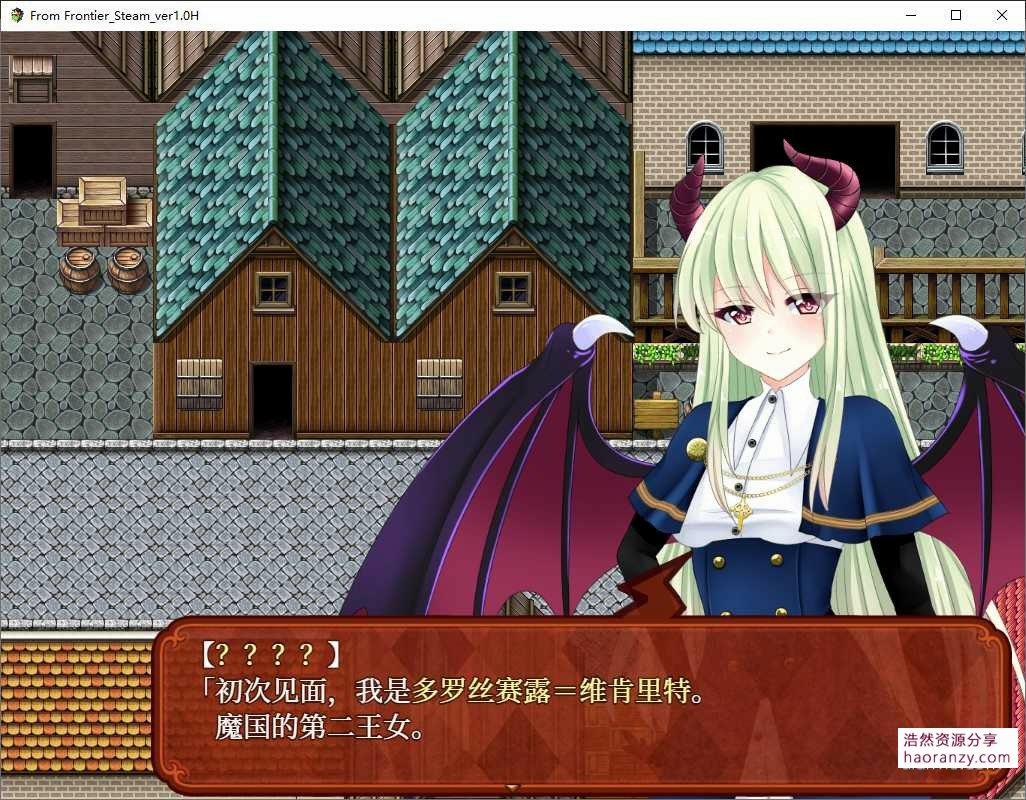 From Frontier_Steam_ver1.0H
【？？？？】
「初次见面，我是多罗丝赛露＝维肯里特。
魔国的第二王女。
浩然资源分享
haoranzy.com